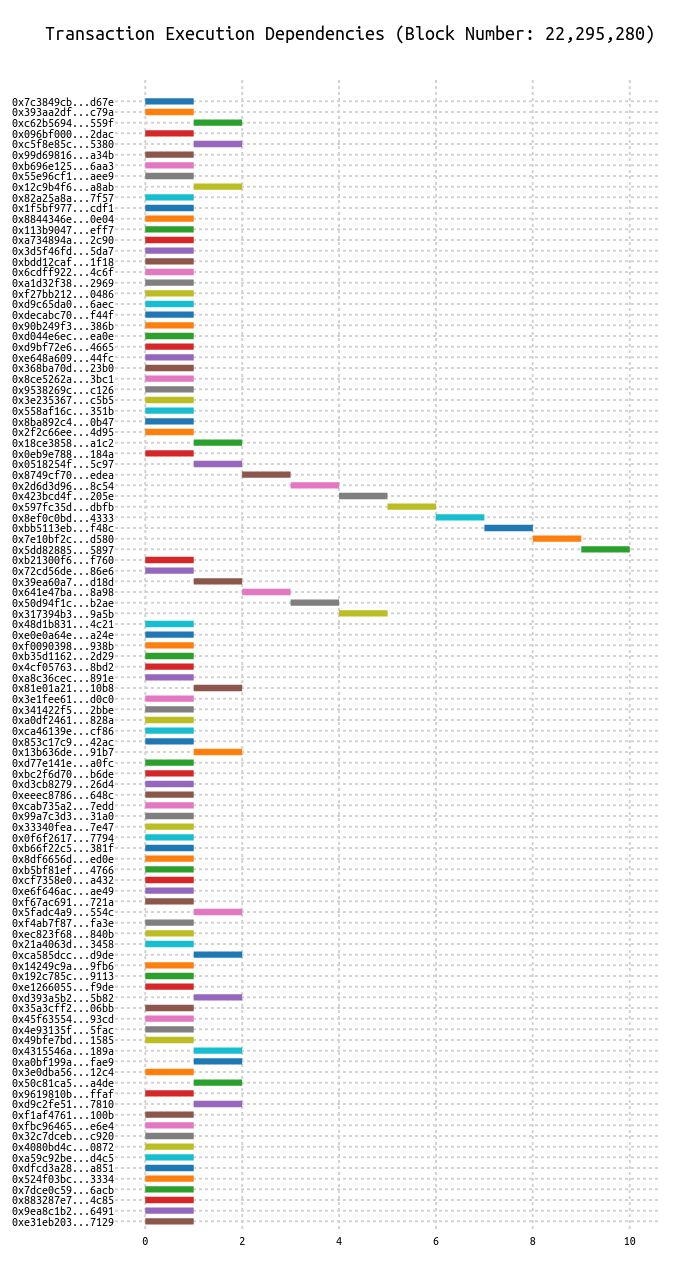 Transaction Execution Dependencies (Block Number: 22,295,280)
0x7c3849cb...d67e
0x393aa2df...c79a
0xc62b5694...559f
0x096bf000...2dac
0xc5f8e85c...5380
0x99d69816...a34b
0xb696e125...6aa3
0x55e96cf1...aee9
0x12c9b4f6...a8ab
0x82a25a8a...7f57
0x1f5bf977...cdf1
0x8844346e...0e04
0x113b9047...eff7
0xa734894a...2c90
0x3d5f46fd...5da7
0xbdd12caf...1f18
0x6cdff922...4c6f
0xa1d32f38...2969
0xf27bb212...0486
0xd9c65da0...6aec
0xdecabc70...f44f
0x90b249f3...386b
0xd044e6ec...ea0e
0xd9bf72e6...4665
0xe648a609...44fc
0x368ba70d...23b0
0x8ce5262a...3bc1
0x9538269c...c126
0x3e235367...c5b5
0x558af16c...351b
0x8ba892c4...0b47
0x2f2c66ee...4d95
0x18ce3858...a1c2
0x0eb9e788...184a
0x0518254f...5c97
0x8749cf70...edea
0x2d6d3d96...8c54
0x423bcd4f...205e
0x597fc35d...dbfb
0x8ef0c0bd...4333
0xbb5113eb...f48c
0x7e10bf2c...d580
0x5dd82885...5897
0xb21300f6...f760
0x72cd56de...86e6
0x39ea60a7...d18d
0x641e47ba...8a98
0x50d94f1c...b2ae
0x317394b3...9a5b
0x48d1b831...4c21
0xe0e0a64e...a24e
0xf0090398...938b
0xb35d1162...2d29
0x4cf05763...8bd2
0xa8c36cec...891e
0x81e01a21...10b8
0x3e1fee61...d0c0
0x341422f5...2bbe
0xa0df2461...828a
0xca46139e...cf86
0x853c17c9...42ac
0x13b636de...91b7
0xd77e141e...a0fc
0xbc2f6d70...b6de
0xd3cb8279...26d4
0xeeec8786...648c
0xcab735a2...7edd
0x99a7c3d3...31a0
0x33340fea...7e47
0x0f6f2617...7794
0xb66f22c5...381f
0x8df6656d...ed0e
0xb5bf81ef...4766
0xcf7358e0...a432
0xe6f646ac...ae49
0xf67ac691...721a
0x5fadc4a9...554c
0xf4ab7f87...fa3e
0xec823f68...840b
0x21a4063d...3458
0xca585dcc...d9de
0x14249c9a...9fb6
0x192c785c...9113
0xe1266055...f9de
0xd393a5b2...5b82
0x35a3cff2...06bb
0x45f63554...93cd
0x4e93135f...5fac
0x49bfe7bd...1585
0x4315546a...189a
0xa0bf199a...fae9
0x3e0dba56...12c4
0x50c81ca5...a4de
0x9619810b...ffaf
0xd9c2fe51...7810
0xf1af4761...100b
0xfbc96465...e6e4
0x32c7dceb...c920
0x4080bd4c...0872
0xa59c92be...d4c5
0xdfcd3a28...a851
0x524f03bc...3334
0x7dce0c59...6acb
0x883287e7...4c85
0x9ea8c1b2...6491
0xe31eb203...7129
0 2 4 6 8 10